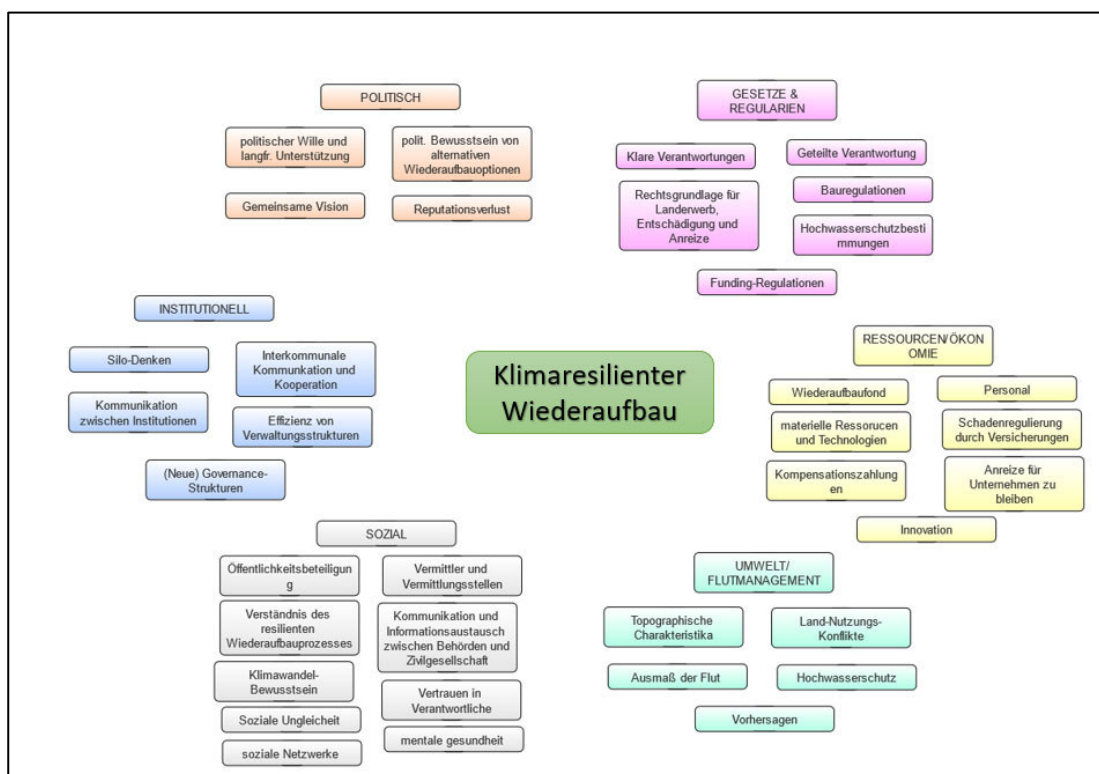 POLITISCH
politischer Wille und
langfr. Unterstützung
polit. Bewusstsein von
alternativen
Wiederaufbauoptionen
Gemeinsame Vision
Reputationsverlust
GESETZE &
REGULARIEN
Klare Verantwortungen
Geteilte Verantwortung
Rechtsgrundlage für
Landerwerb,
Entschädigung und
Anreize
Bauregulationen
Hochwasserschutzbesti
mmungen
Funding-Regulationen
INSTITUTIONELL
Silo-Denken
Interkommunale
Kommunkation und
Kooperation
Kommunikation
zwischen Institutionen
Effizienz von
Verwaltungsstrukturen
(Neue) Governance-
Strukturen
Klimaresilienter
Wiederaufbau
RESSOURCEN/ÖKON
OMIE
Wiederaufbaufond
Personal
materielle Ressorucen
und Technologien
Schadenregulierung
durch Versicherungen
Kompensationszahlung
en
Anreize für
Unternehmen zu
bleiben
Innovation
SOZIAL
Öffentlichkeitsbeteiligun
g
Vermittler und
Vermittlungsstellen
Verständnis des
resilienten
Wiederaufbauprozesses
Kommunikation und
Informationsaustausch
zwischen Behörden und
Zivilgesellschaft
Klimawandel-
Bewusstsein
Vertrauen in
Verantwortliche
Soziale Ungleicheit
soziale Netzwerke
mentale gesundheit
UMWELT/
FLUTMANAGEMENT
Topographische
Charakteristika
Land-Nutzungs-
Konflikte
Ausmaß der Flut
Hochwasserschutz
Vorhersagen